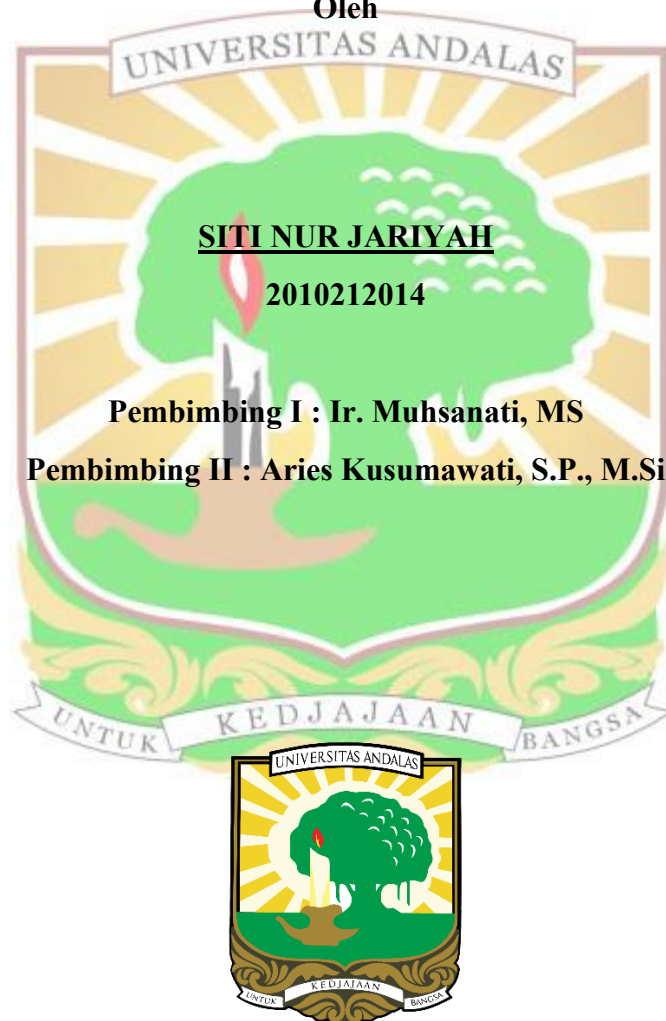 Oleh
UNIVERSITAS ANDALAS
SITI NUR JARIYAH
2010212014
Pembimbing I : Ir. Muhsanati, MS
Pembimbing II : Aries Kusumawati, S.P., M.Si
UNTUK KEDJAJAAN BANGSA
UNIVERSITAS ANDALAS
UNTUK KEDJAJAAN BANGSA